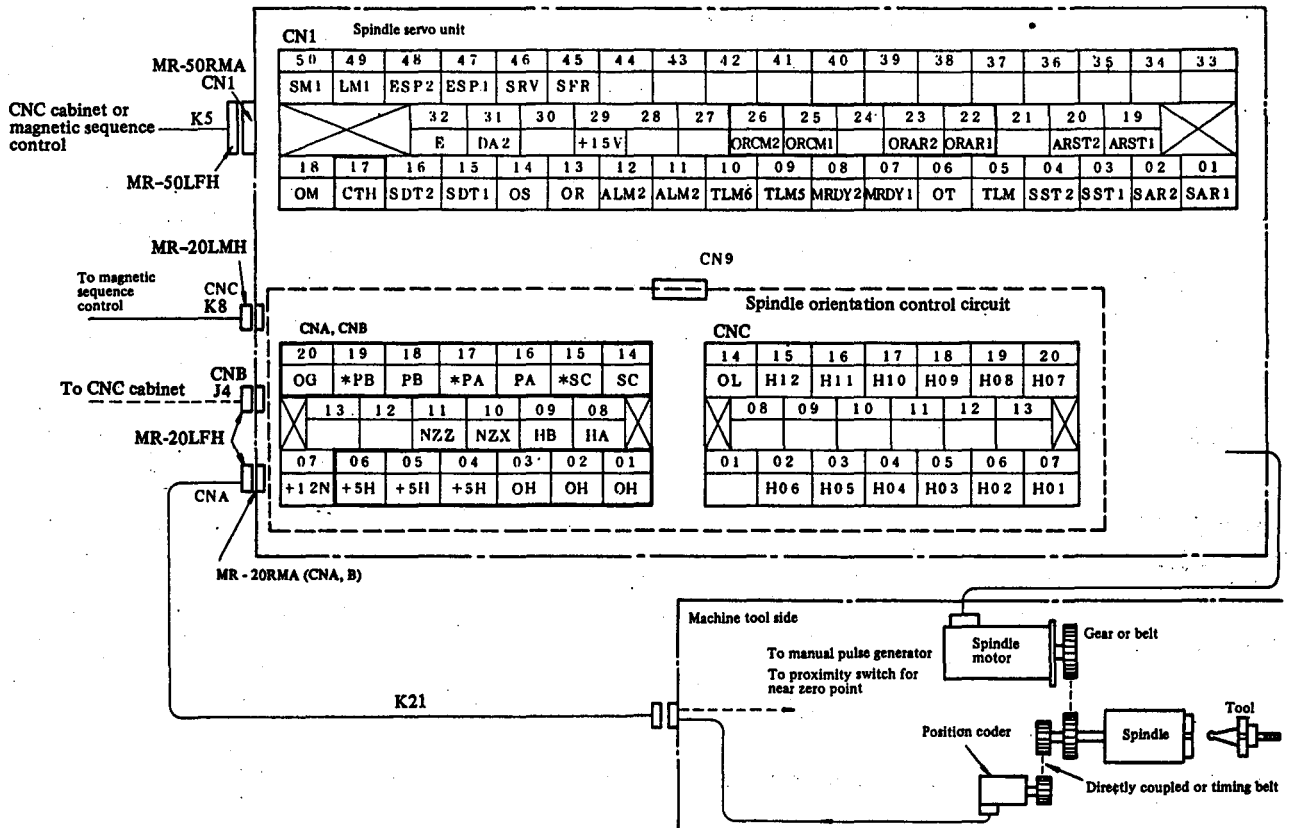 Spindle servo unit
CN1
50 49 48 47 46 45 44 43 42 41 40 39 38 37 36 35 34 33
SM1 LM1 ESP2 ESP1 SRV SFR
32 31 30 29 28 27 26 25 24 23 22 21 20 19
E DA2 +15V ORCM2 ORCM1 ORAR2 ORAR1 ARST2 ARST1
18 17 16 15 14 13 12 11 10 09 08 07 06 05 04 03 02 01
OM CTH SDT2 SDT1 OS OR ALM2 ALM2 TLM6 TLM5 MRDY2 MRDY1 OT TLM SST2 SST1 SAR2 SAR1
MR-50RMA
CN1
CNC cabinet or
magnetic sequence
control
K5
MR-50LFH
MR-20LMH
To magnetic
sequence
control
CNC
K8
CN9
Spindle orientation control circuit
CNA, CNB
20 19 18 17 16 15 14
OG *PB PB *PA PA *SC SC
13 12 11 10 09 08
NZZ NZX HB HA
07 06 05 04 03 02 01
+12N +5H +5H +5H OH OH OH
CNC
14 15 16 17 18 19 20
OL H12 H11 H10 H09 H08 H07
08 09 10 11 12 13
01 02 03 04 05 06 07
H06 H05 H04 H03 H02 H01
To CNC cabinet
CNB
J4
MR-20LFH
CNA
MR-20RMA (CNA, B)
K21
Machine tool side
To manual pulse generator
To proximity switch for
near zero point
Spindle
motor
Gear or belt
Position coder
Spindle
Tool
Directly coupled or timing belt